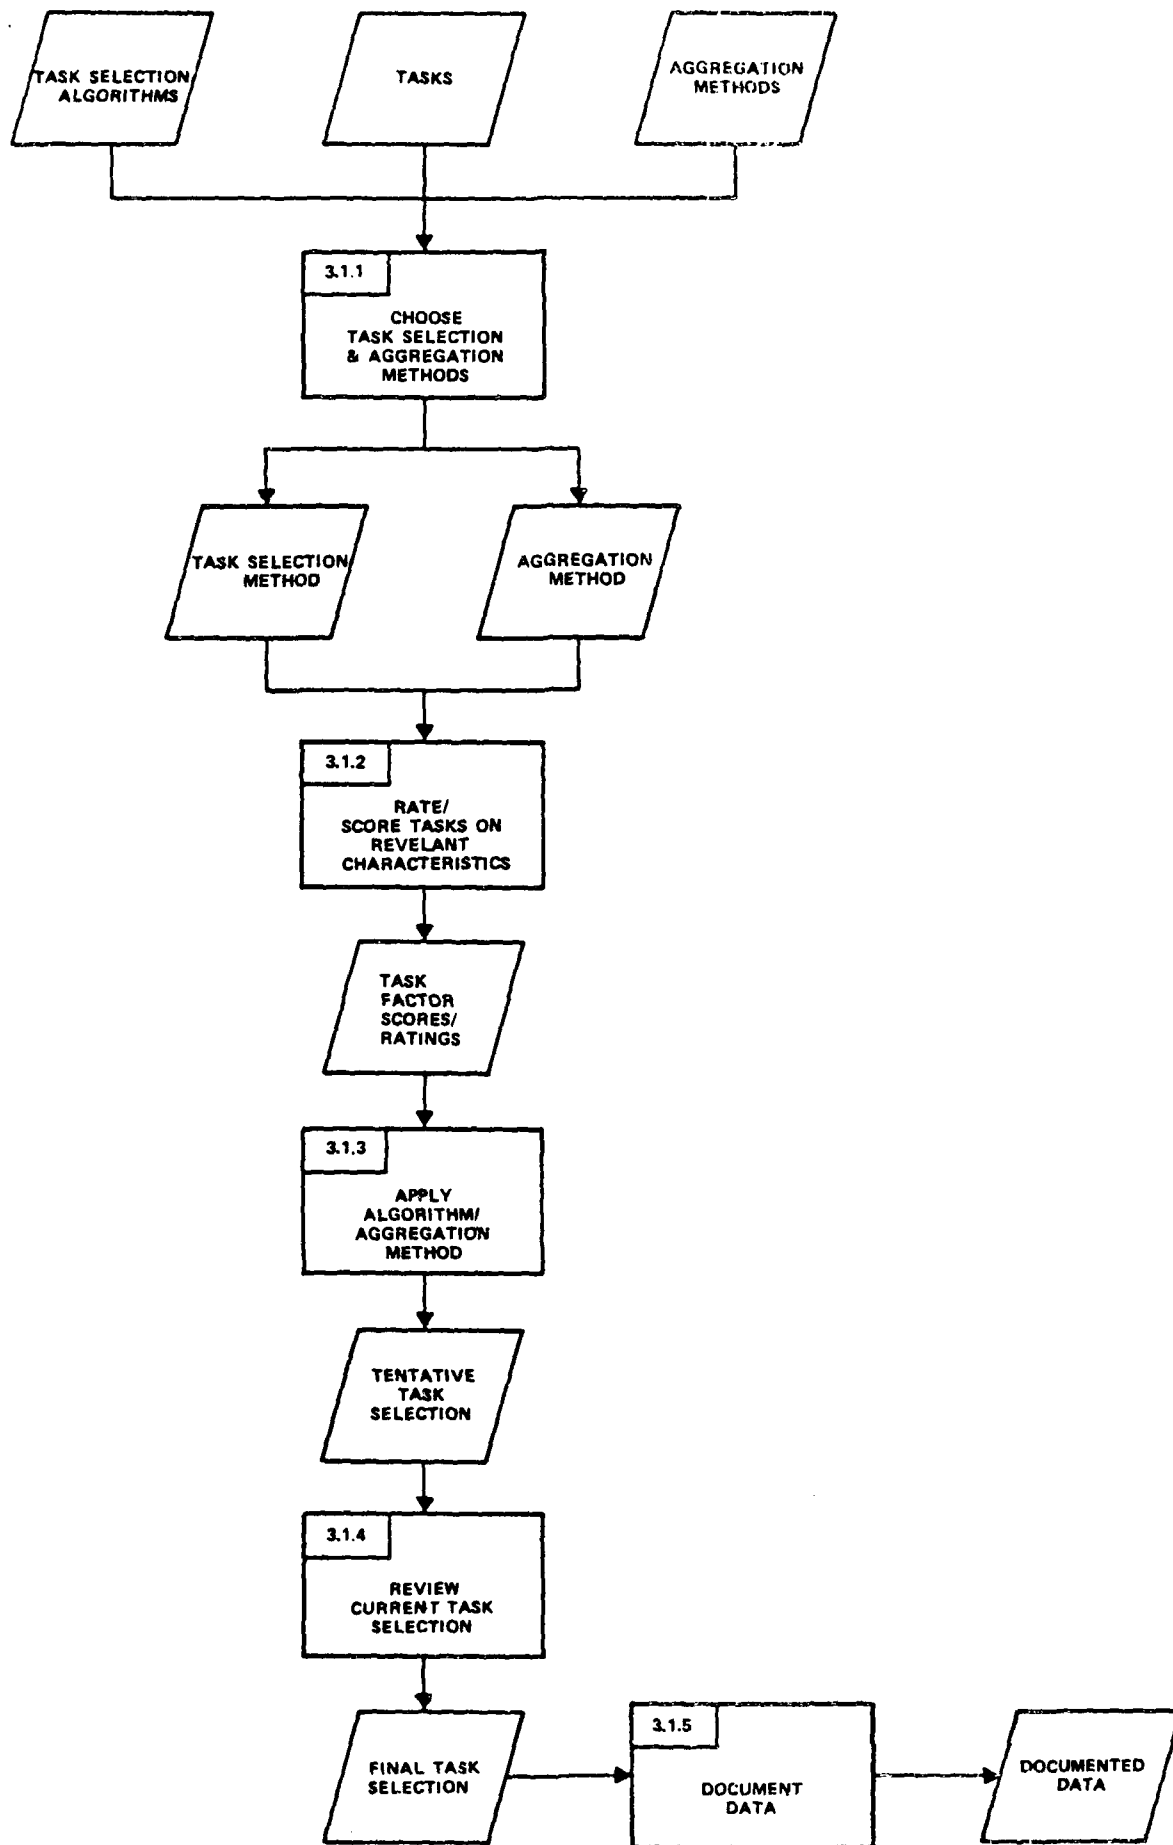 TASK SELECTION
ALGORITHMS
TASKS
AGGREGATION
METHODS
3.1.1
CHOOSE
TASK SELECTION
& AGGREGATION
METHODS
TASK SELECTION
METHOD
AGGREGATION
METHOD
3.1.2
RATE/
SCORE TASKS ON
REVELANT
CHARACTERISTICS
TASK
FACTOR
SCORES/
RATINGS
3.1.3
APPLY
ALGORITHM/
AGGREGATION
METHOD
TENTATIVE
TASK
SELECTION
3.1.4
REVIEW
CURRENT TASK
SELECTION
FINAL TASK
SELECTION
3.1.5
DOCUMENT
DATA
DOCUMENTED
DATA